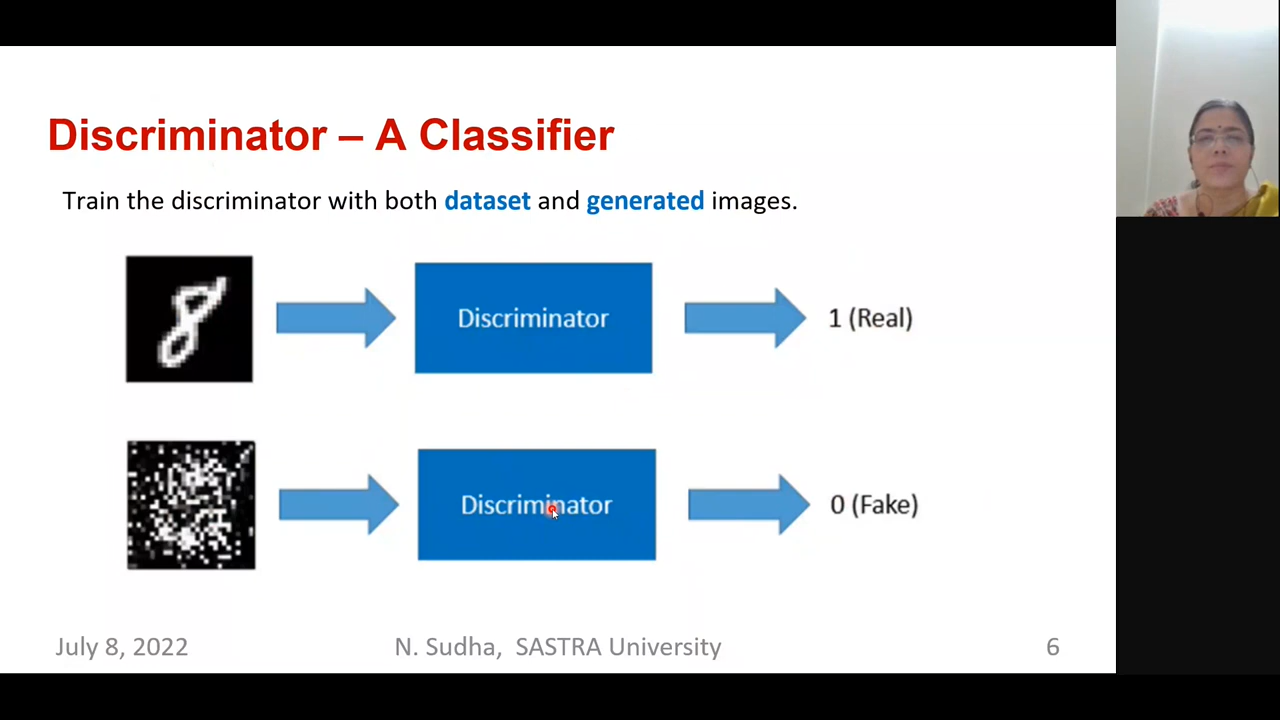 Discriminator – A Classifier
Train the discriminator with both dataset and generated images.
Discriminator
1 (Real)
Discriminator
0 (Fake)
July 8, 2022
N. Sudha,  SASTRA University
6